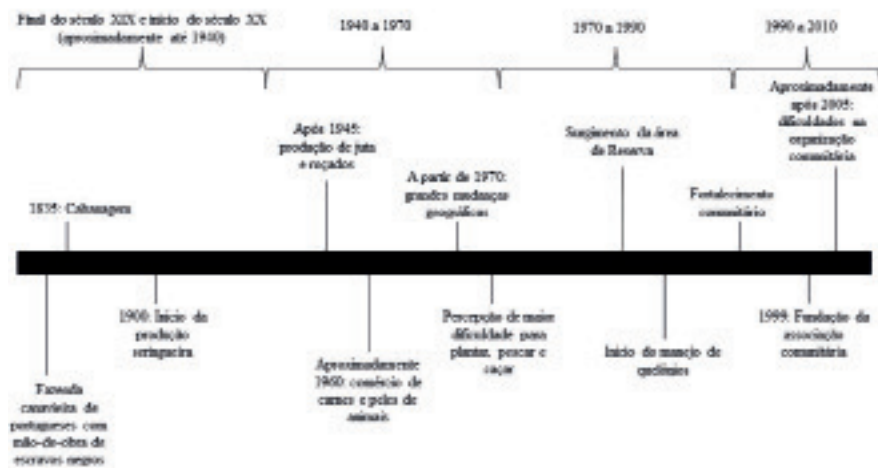 Final do século XIX e início do século XX
(aproximadamente até 1940)
1940 a 1970
1970 a 1990
1990 a 2010
Aproximadamente
após 2005:
dificuldades na
organização
comunitária
Após 1945:
produção de juta
e roçados
Surgimento da área
de Reserva
A partir de 1970:
grandes mudanças
geográficas
Fortalecimento
comunitário
1835: Cabanagem
1900: Início da
produção
seringueira
Percepção de maior
dificuldade para
plantar, pescar e
caçar
1999: Fundação da
associação
comunitária
Início do manejo de
quelônios
Aproximadamente
1960: comércio de
carnes e peles de
animais
Fazenda
de
portugueses com
mão-de-obra de
escravos negros